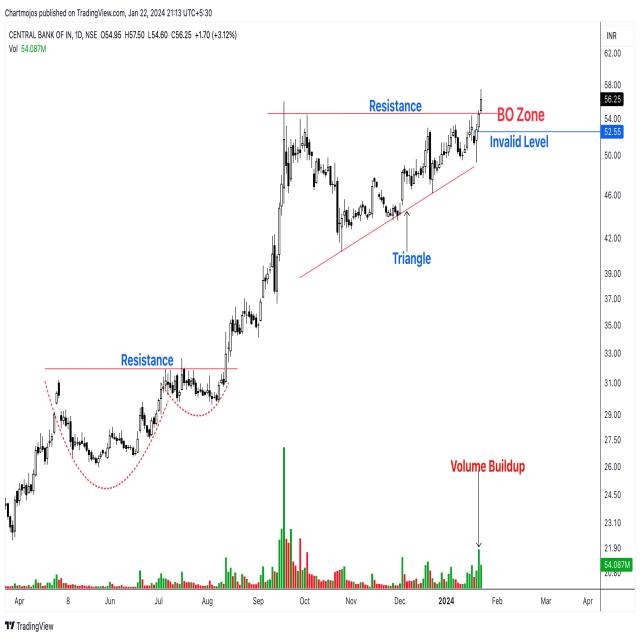 Chartmojos published on TradingView.com, Jan 22, 2024 21:13 UTC+5:30
CENTRAL BANK OF IN, 1D, NSE O54.95 H57.50 L54.60 C56.25 +1.70 (+3.12%)
INR
Vol 54.087M
62.00
58.00
56.25
Resistance
BO Zone
54.00
52.55
Invalid Level
50.00
46.00
42.00
Triangle
39.00
37.00
35.00
33.00
Resistance
31.00
29.00
27.50
Volume Buildup
26.00
24.50
23.10
21.90
54.087M
20.60
Apr 8 Jun Jul Aug Sep Oct Nov Dec 2024 Feb Mar Apr
TradingView